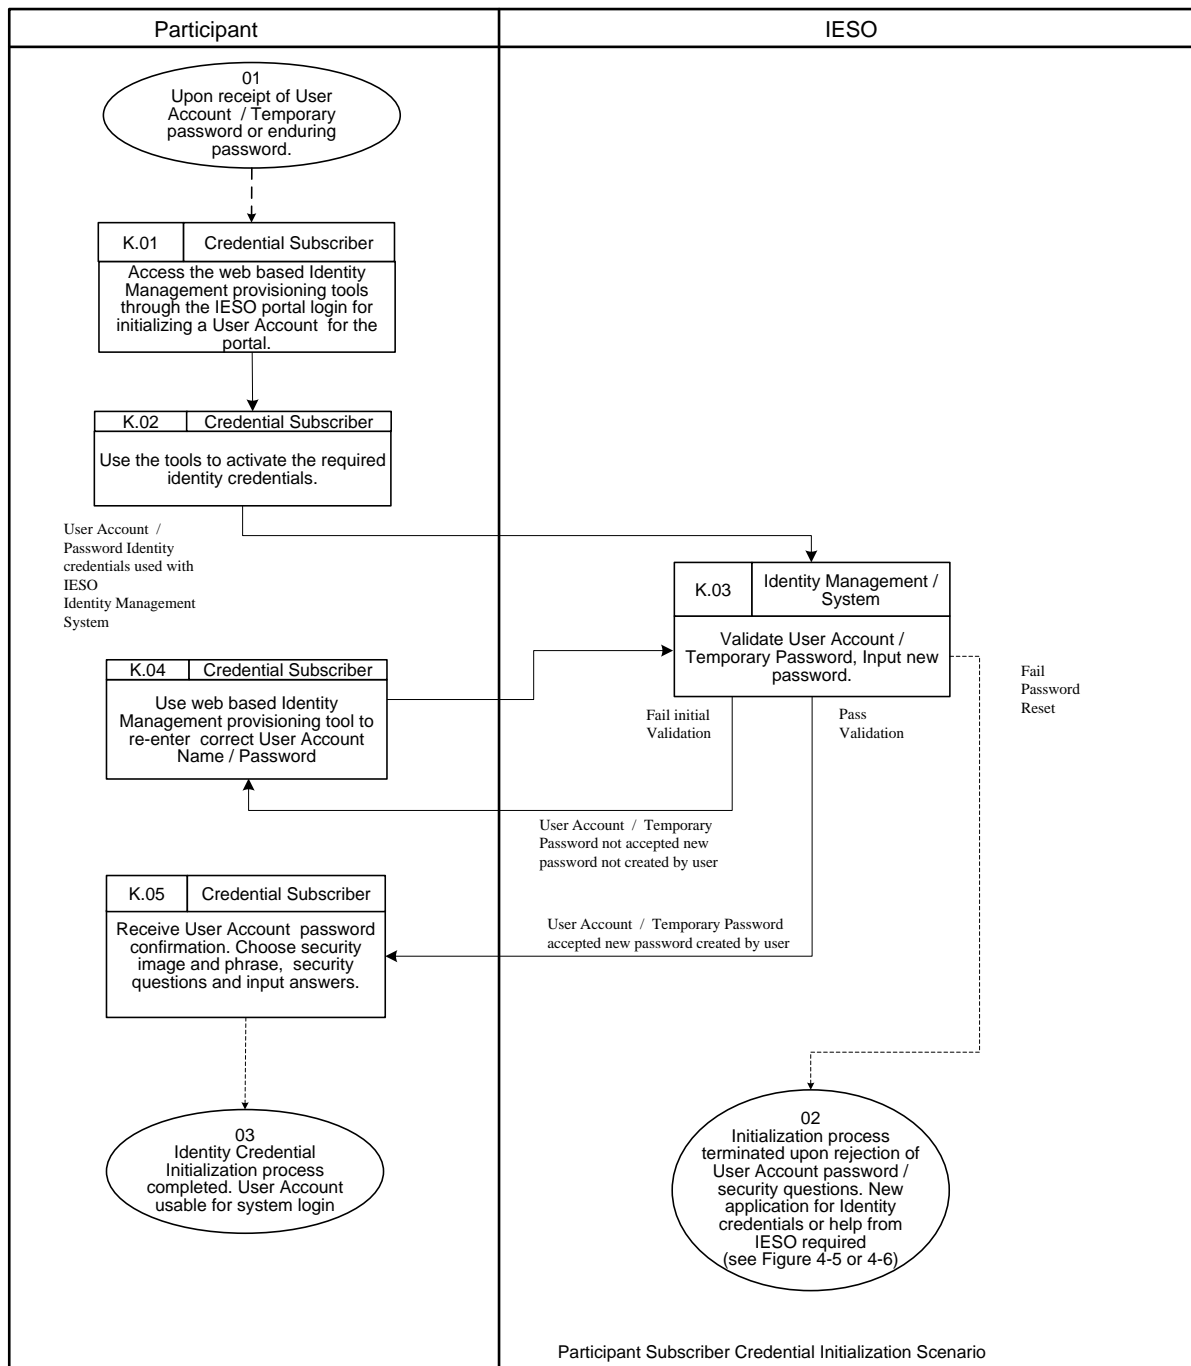 Participant
IESO
01
Upon receipt of User
Account / Temporary
password or enduring
password.
K.01
Credential Subscriber
Access the web based Identity
Management provisioning tools
through the IESO portal login for
initializing a User Account for the
portal.
K.02
Credential Subscriber
Use the tools to activate the required
identity credentials.
User Account /
Password Identity
credentials used with
IESO
Identity Management
System
K.03
Identity Management /
System
Validate User Account /
Temporary Password, Input new
password.
K.04
Credential Subscriber
Use web based Identity
Management provisioning tool to
re-enter correct User Account
Name / Password
Fail initial
Validation
Pass
Validation
Fail
Password
Reset
User Account / Temporary
Password not accepted new
password not created by user
K.05
Credential Subscriber
Receive User Account password
confirmation. Choose security
image and phrase, security
questions and input answers.
User Account / Temporary Password
accepted new password created by user
03
Identity Credential
Initialization process
completed. User Account
usable for system login
02
Initialization process
terminated upon rejection of
User Account password /
security questions. New
application for Identity
credentials or help from
IESO required
(see Figure 4-5 or 4-6)
Participant Subscriber Credential Initialization Scenario